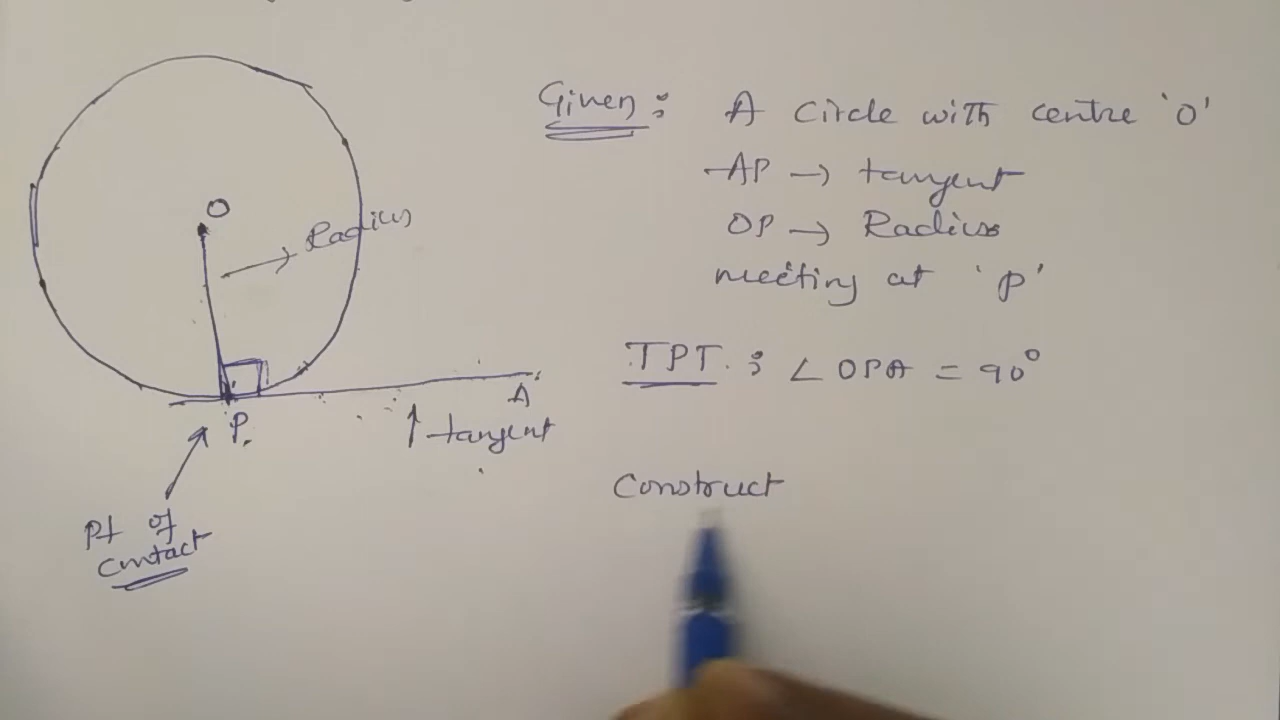 Given : A Circle with centre 'O'
AP → tangent
OP → Radius
meeting at 'P'
TPT : ∠OPA = 90°
Construct
O
Radius
A
P.
tangent
Pt of
contact